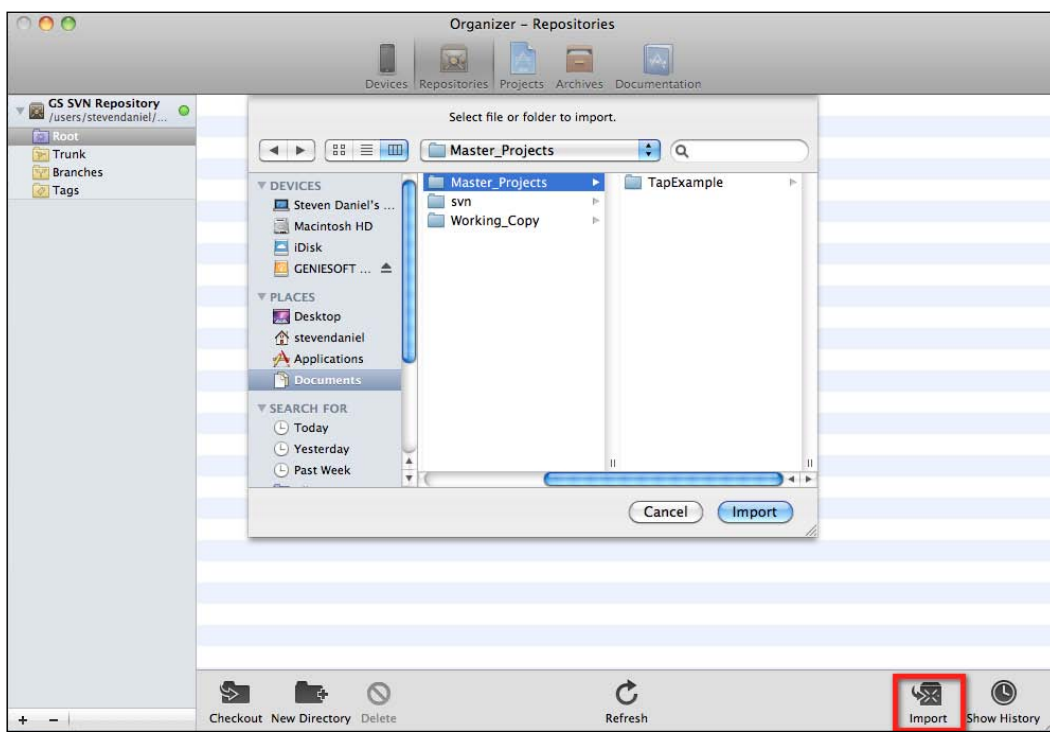 Organizer – Repositories
Devices Repositories Projects Archives Documentation
GS SVN Repository
/users/stevendaniel/...
Root
Trunk
Branches
Tags
Select file or folder to import.
Master_Projects
DEVICES
Steven Daniel's ...
Macintosh HD
iDisk
GENIESOFT ...
PLACES
Desktop
stevendaniel
Applications
Documents
SEARCH FOR
Today
Yesterday
Past Week
Master_Projects
svn
Working_Copy
TapExample
Cancel Import
Checkout New Directory Delete Refresh Import Show History